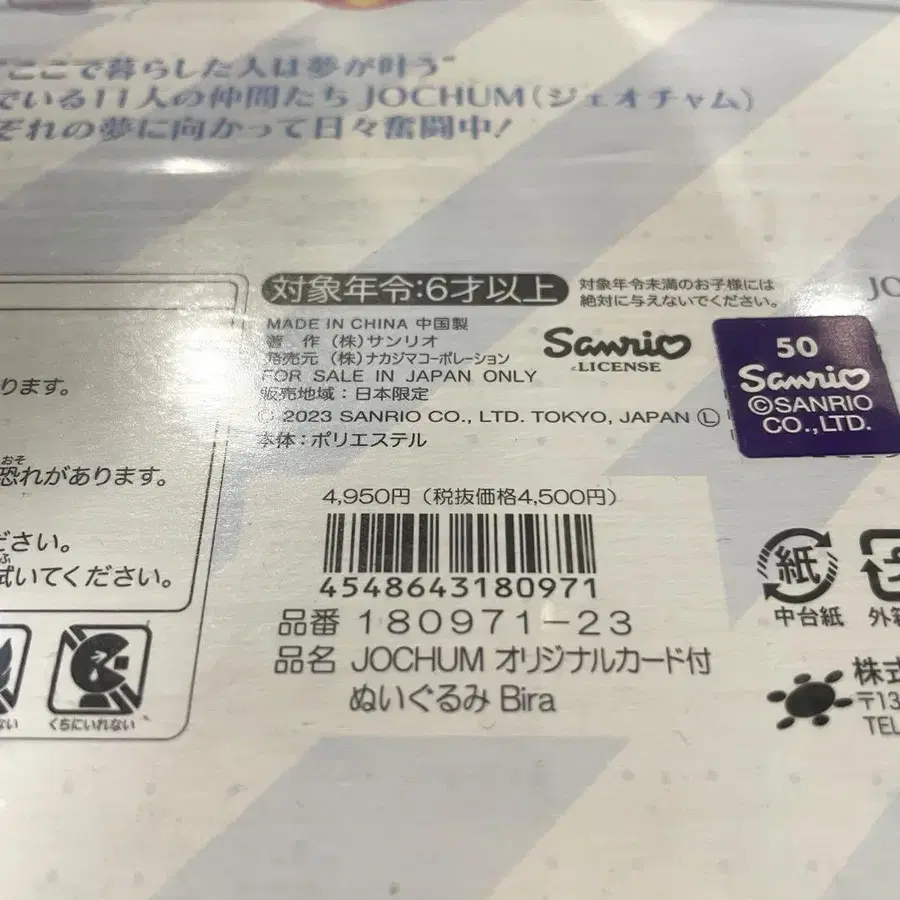 "ここで暮らした人は夢が叶う"
でいる11人の仲間たち JOCHUM(ジェオチャム)
ぞれの夢に向かって日々奮闘中!
対象年令:6才以上
対象年令未満のお子様には
絶対に与えないでください。
MADE IN CHINA 中国製
著 作 (株)サンリオ
発売元 (株)ナカジマコーポレーション
FOR SALE IN JAPAN ONLY
販売地域:日本限定
© 2023 SANRIO CO., LTD. TOKYO, JAPAN Ⓛ
本体:ポリエステル
Sanrio
LICENSE
50
Sanrio
©SANRIO
CO.,LTD.
ります。
恐れがあります。
おそ
ださい。
拭いてください。
ふ
くちにいれない
ない
4,950円(税抜価格4,500円)
4548643180971
品番 180971-23
品名 JOCHUM オリジナルカード付
ぬいぐるみ Bira
JO
紙
中台紙
外箱
株式
〒13
TEL